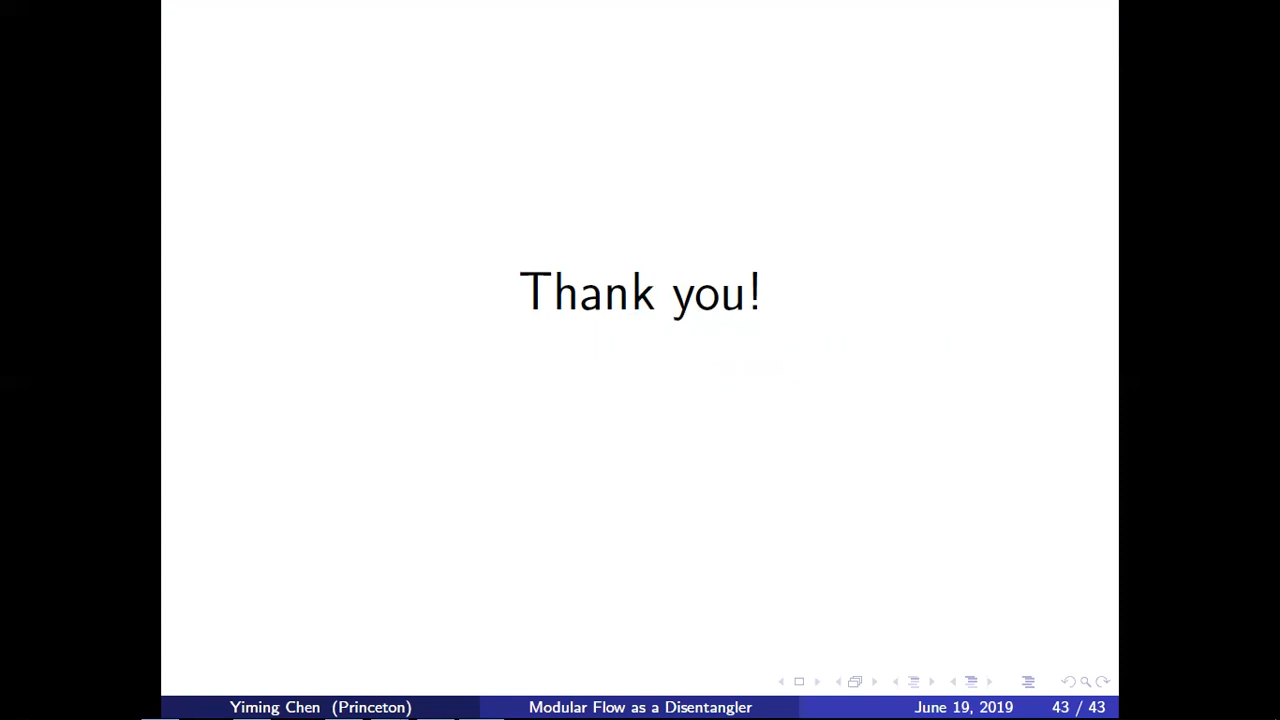 Thank you!
Yiming Chen (Princeton) Modular Flow as a Disentangler June 19, 2019 43 / 43